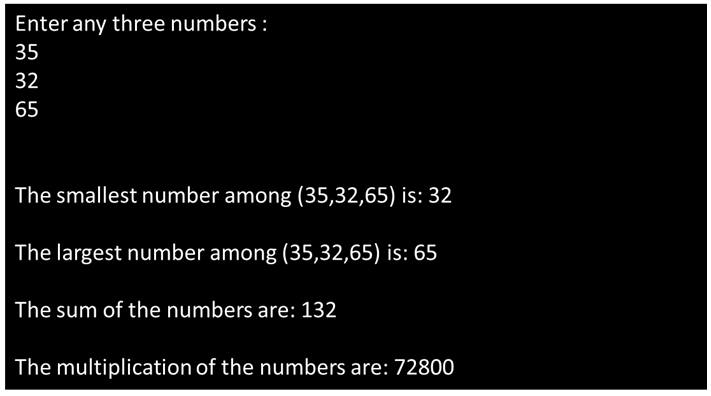 Enter any three numbers :
35
32
65
The smallest number among (35,32,65) is: 32
The largest number among (35,32,65) is: 65
The sum of the numbers are: 132
The multiplication of the numbers are: 72800